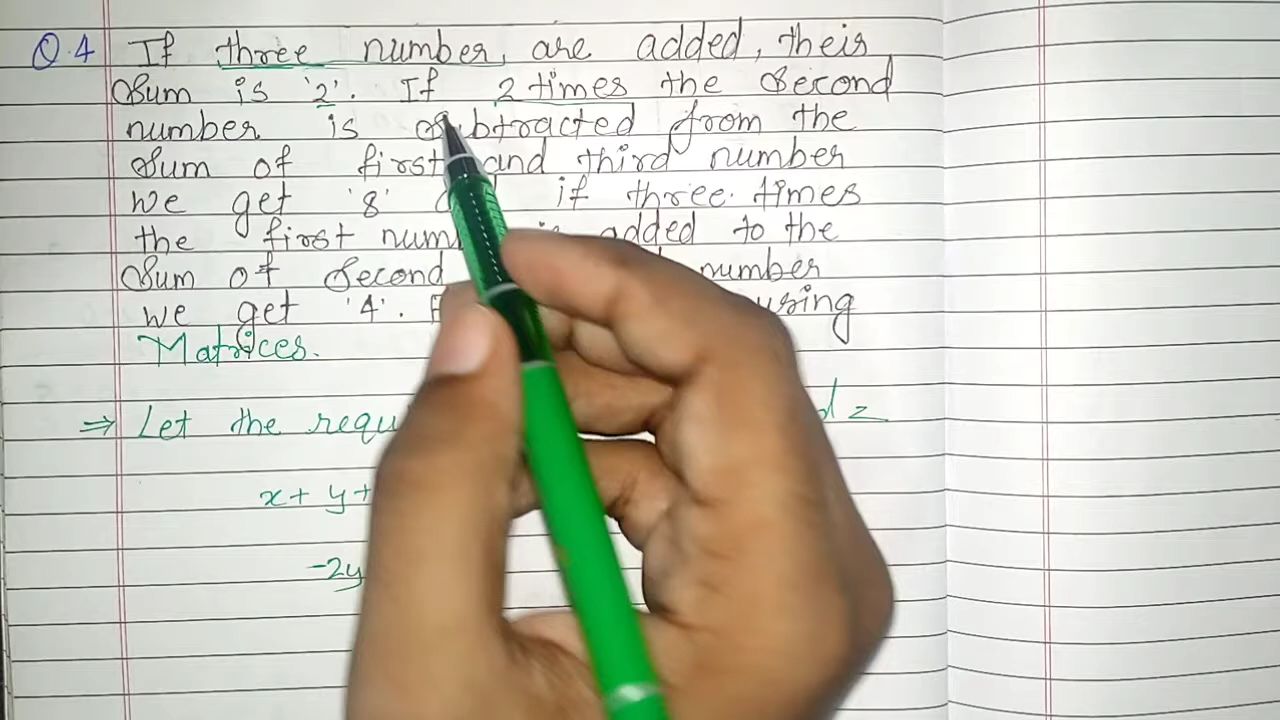 Q.4 If three number, are added, their
Sum is '2'. If 2 times the Second
number is subtracted from the
Sum of first and third number
we get '8' if three times
the first num added to the
Sum of Second number
we get '4'. using
Matrices.
⇒ Let the requ d z
x + y +
-2y